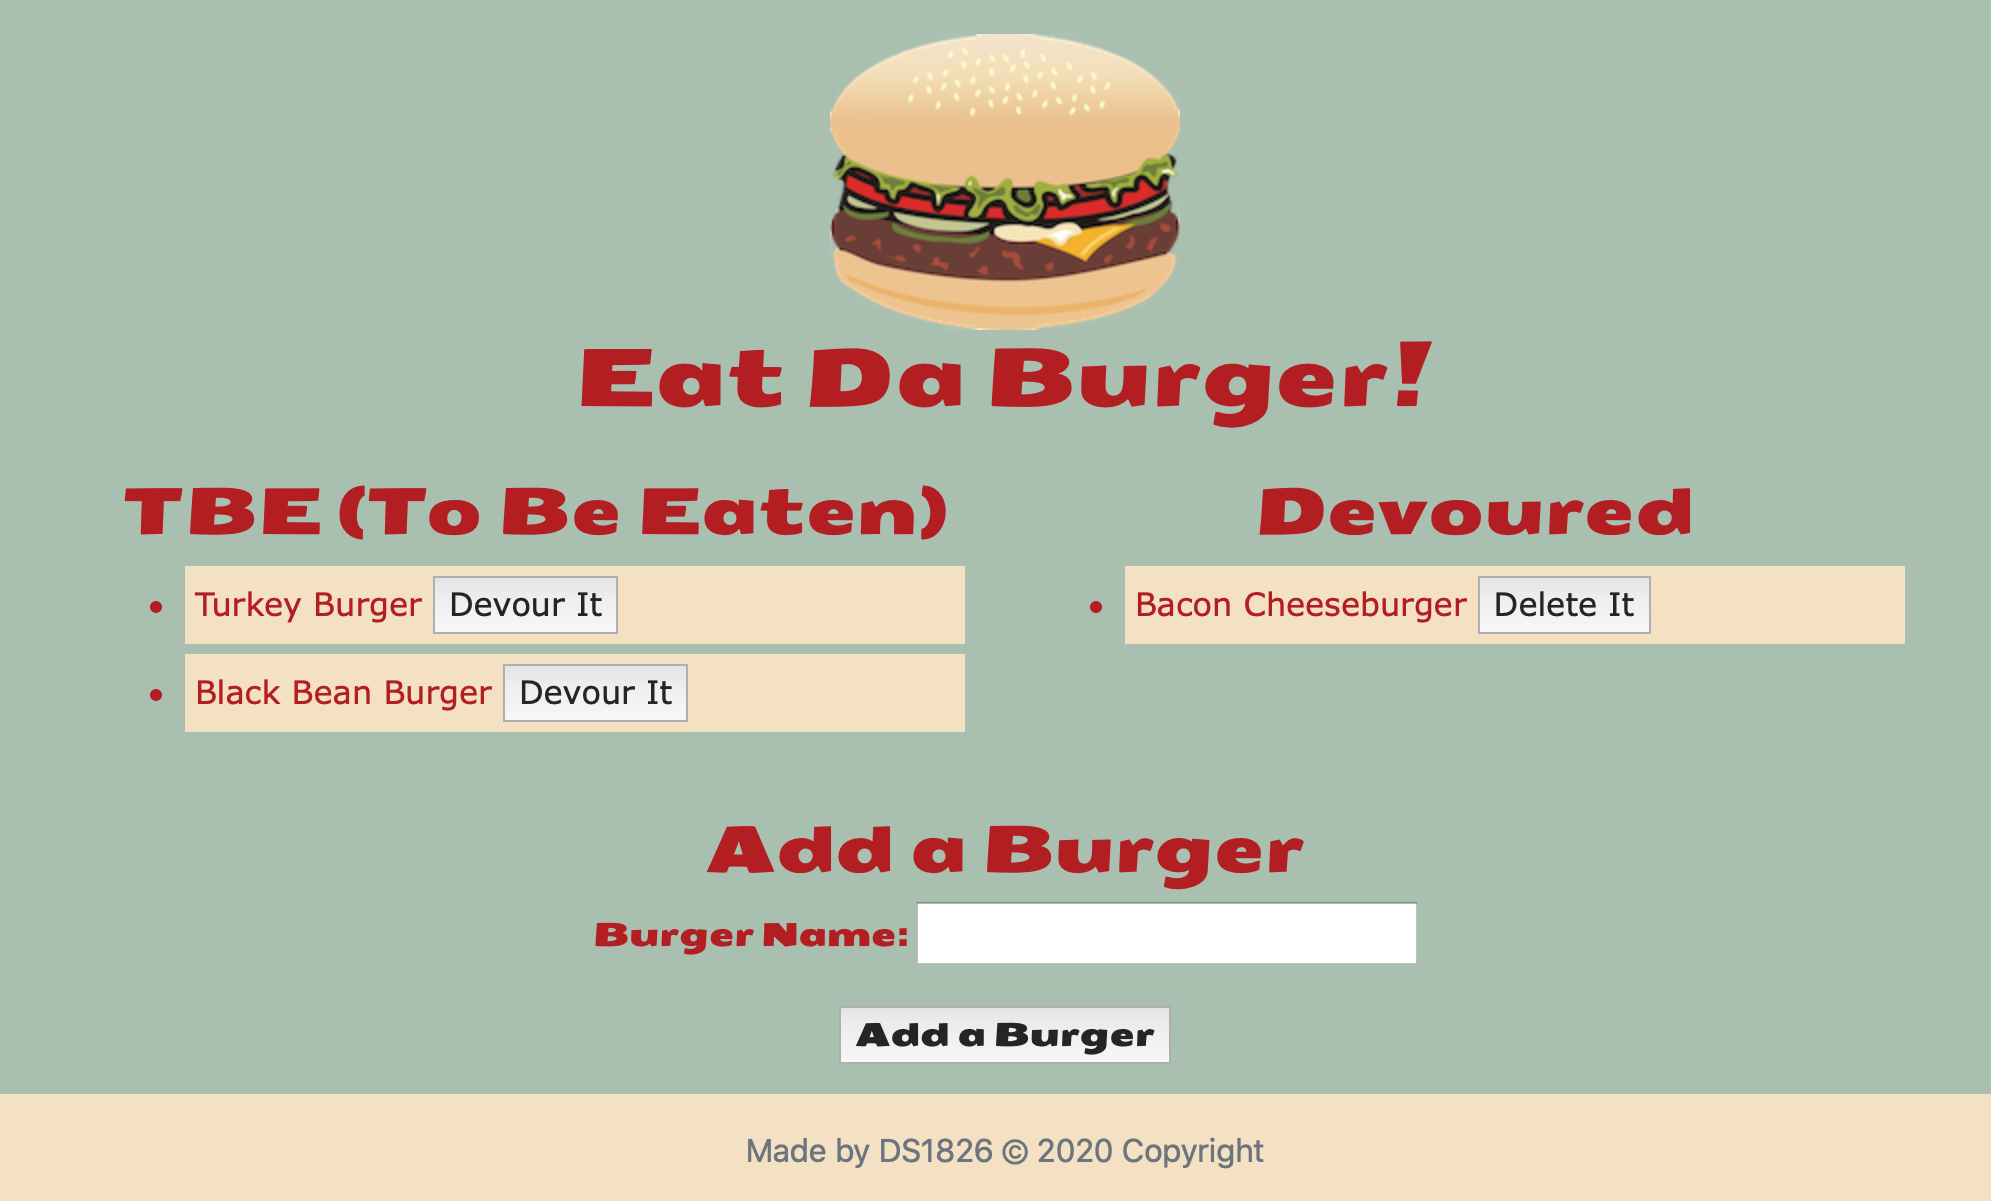 Eat Da Burger!
TBE (To Be Eaten)
Turkey Burger Devour It
Black Bean Burger Devour It
Devoured
Bacon Cheeseburger Delete It
Add a Burger
Burger Name:
Add a Burger
Made by DS1826 © 2020 Copyright